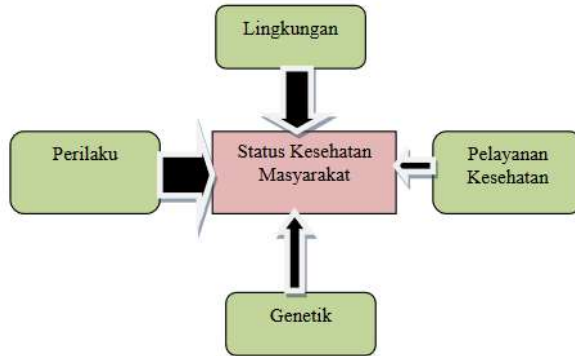 Lingkungan
Perilaku
Status Kesehatan
Masyarakat
Pelayanan
Kesehatan
Genetik